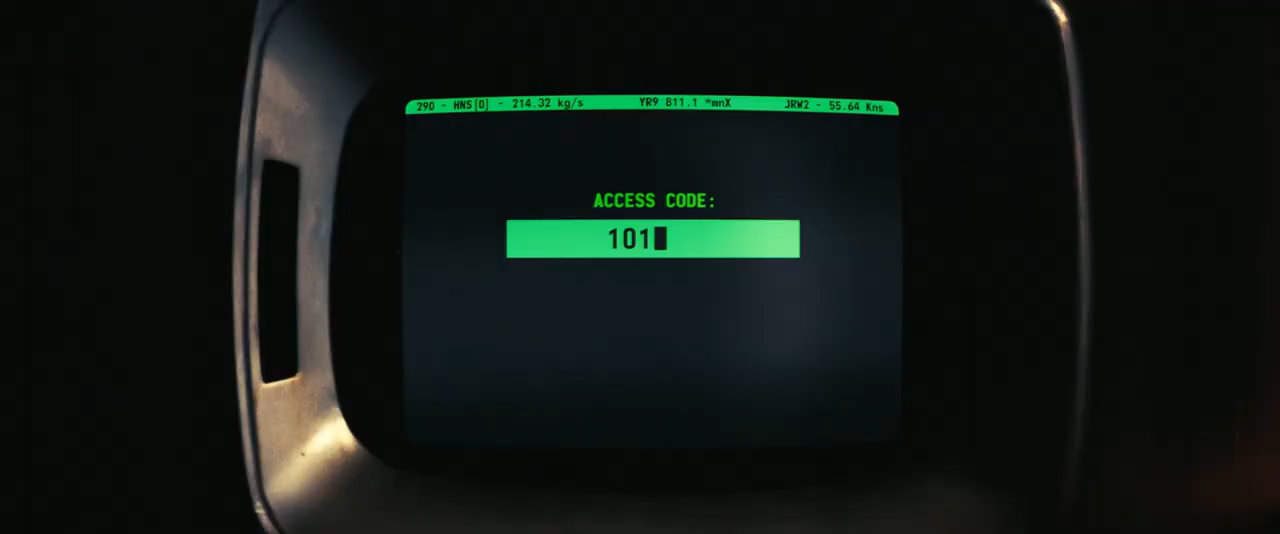 290 - HNS[D] - 214.32 kg/s YR9 811.1 *mnX JRW2 - 55.64 Kns
ACCESS CODE:
101